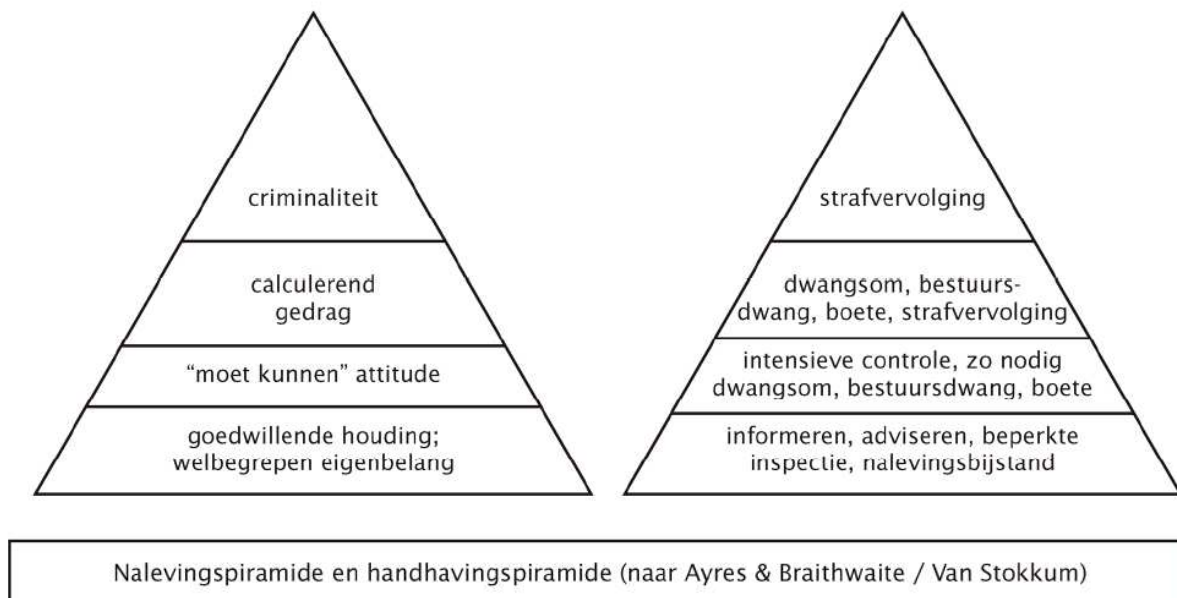 criminaliteit
calculerend
gedrag
“moet kunnen” attitude
goedwillende houding;
welbegrepen eigenbelang
strafvervolging
dwangsom, bestuurs-
dwang, boete, strafvervolging
intensieve controle, zo nodig
dwangsom, bestuursdwang, boete
informeren, adviseren, beperkte
inspectie, nalevingsbijstand
Nalevingspiramide en handhavingspiramide (naar Ayres & Braithwaite / Van Stokkum)